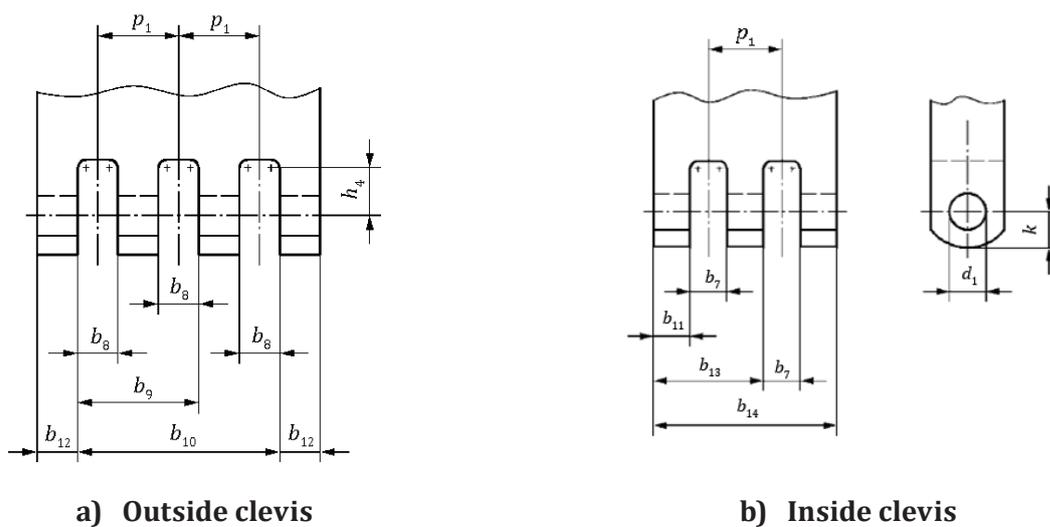 p₁ p₁
h₄
b₈
b₈ b₈
b₉
b₁₂ b₁₀ b₁₂
a) Outside clevis
p₁
k
b₇ d₁
b₁₁
b₁₃ b₇
b₁₄
b) Inside clevis